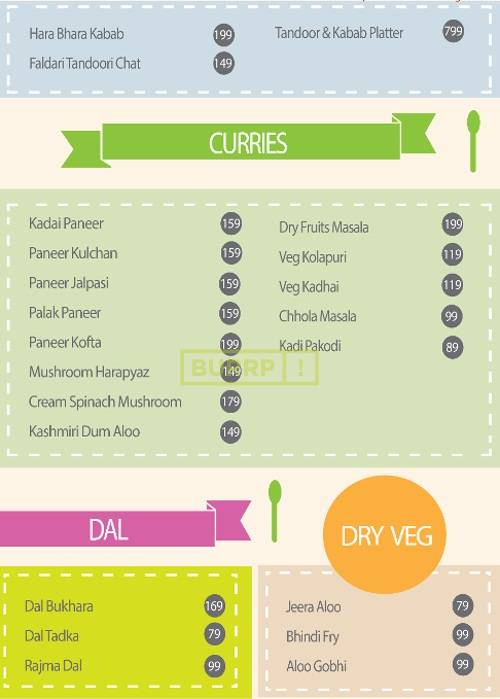 Hara Bhara Kabab 199
Faldari Tandoori Chat 149
Tandoor & Kabab Platter 799
CURRIES
Kadai Paneer 159
Paneer Kulchan 159
Paneer Jalpasi 159
Palak Paneer 159
Paneer Kofta 199
Mushroom Harapyaz 149
Cream Spinach Mushroom 179
Kashmiri Dum Aloo 149
Dry Fruits Masala 199
Veg Kolapuri 119
Veg Kadhai 119
Chhola Masala 99
Kadi Pakodi 89
BUURP !
DAL
Dal Bukhara 169
Dal Tadka 79
Rajma Dal 99
DRY VEG
Jeera Aloo 79
Bhindi Fry 99
Aloo Gobhi 99